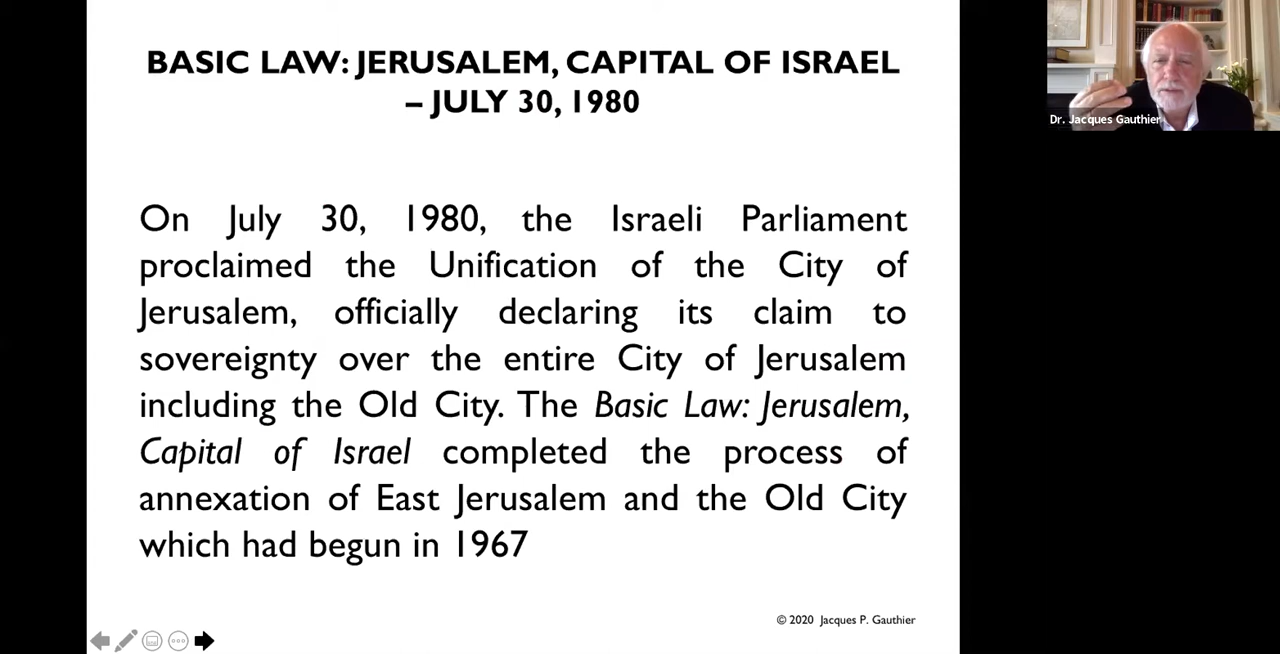 BASIC LAW: JERUSALEM, CAPITAL OF ISRAEL
– JULY 30, 1980
Dr. Jacques Gauthier
On July 30, 1980, the Israeli Parliament
proclaimed the Unification of the City of
Jerusalem, officially declaring its claim to
sovereignty over the entire City of Jerusalem
including the Old City. The Basic Law: Jerusalem,
Capital of Israel completed the process of
annexation of East Jerusalem and the Old City
which had begun in 1967
© 2020 Jacques P. Gauthier